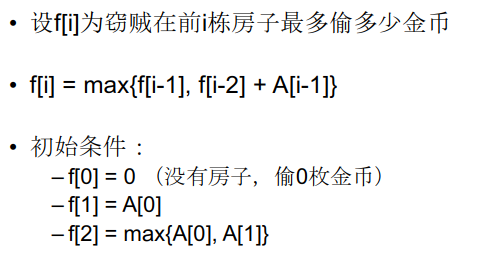 • 设f[i]为窃贼在前i栋房子最多偷多少金币
• f[i] = max{f[i-1], f[i-2] + A[i-1]}
• 初始条件：
– f[0] = 0 （没有房子，偷0枚金币）
– f[1] = A[0]
– f[2] = max{A[0], A[1]}